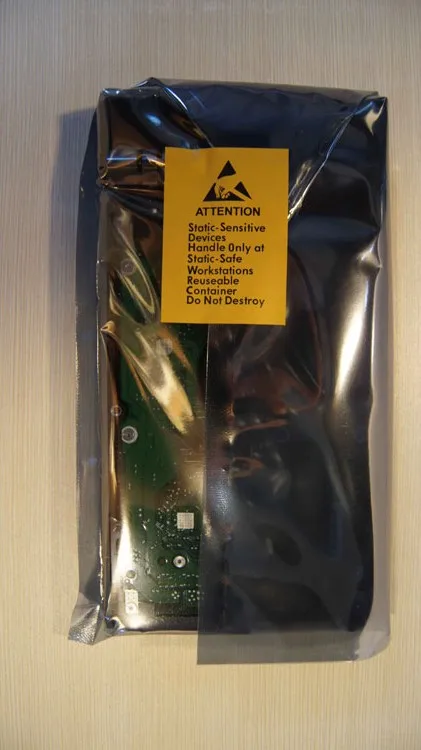 ATTENTION
Static-Sensitive
Devices
Handle Only at
Static-Safe
Workstations
Reuseable
Container
Do Not Destroy